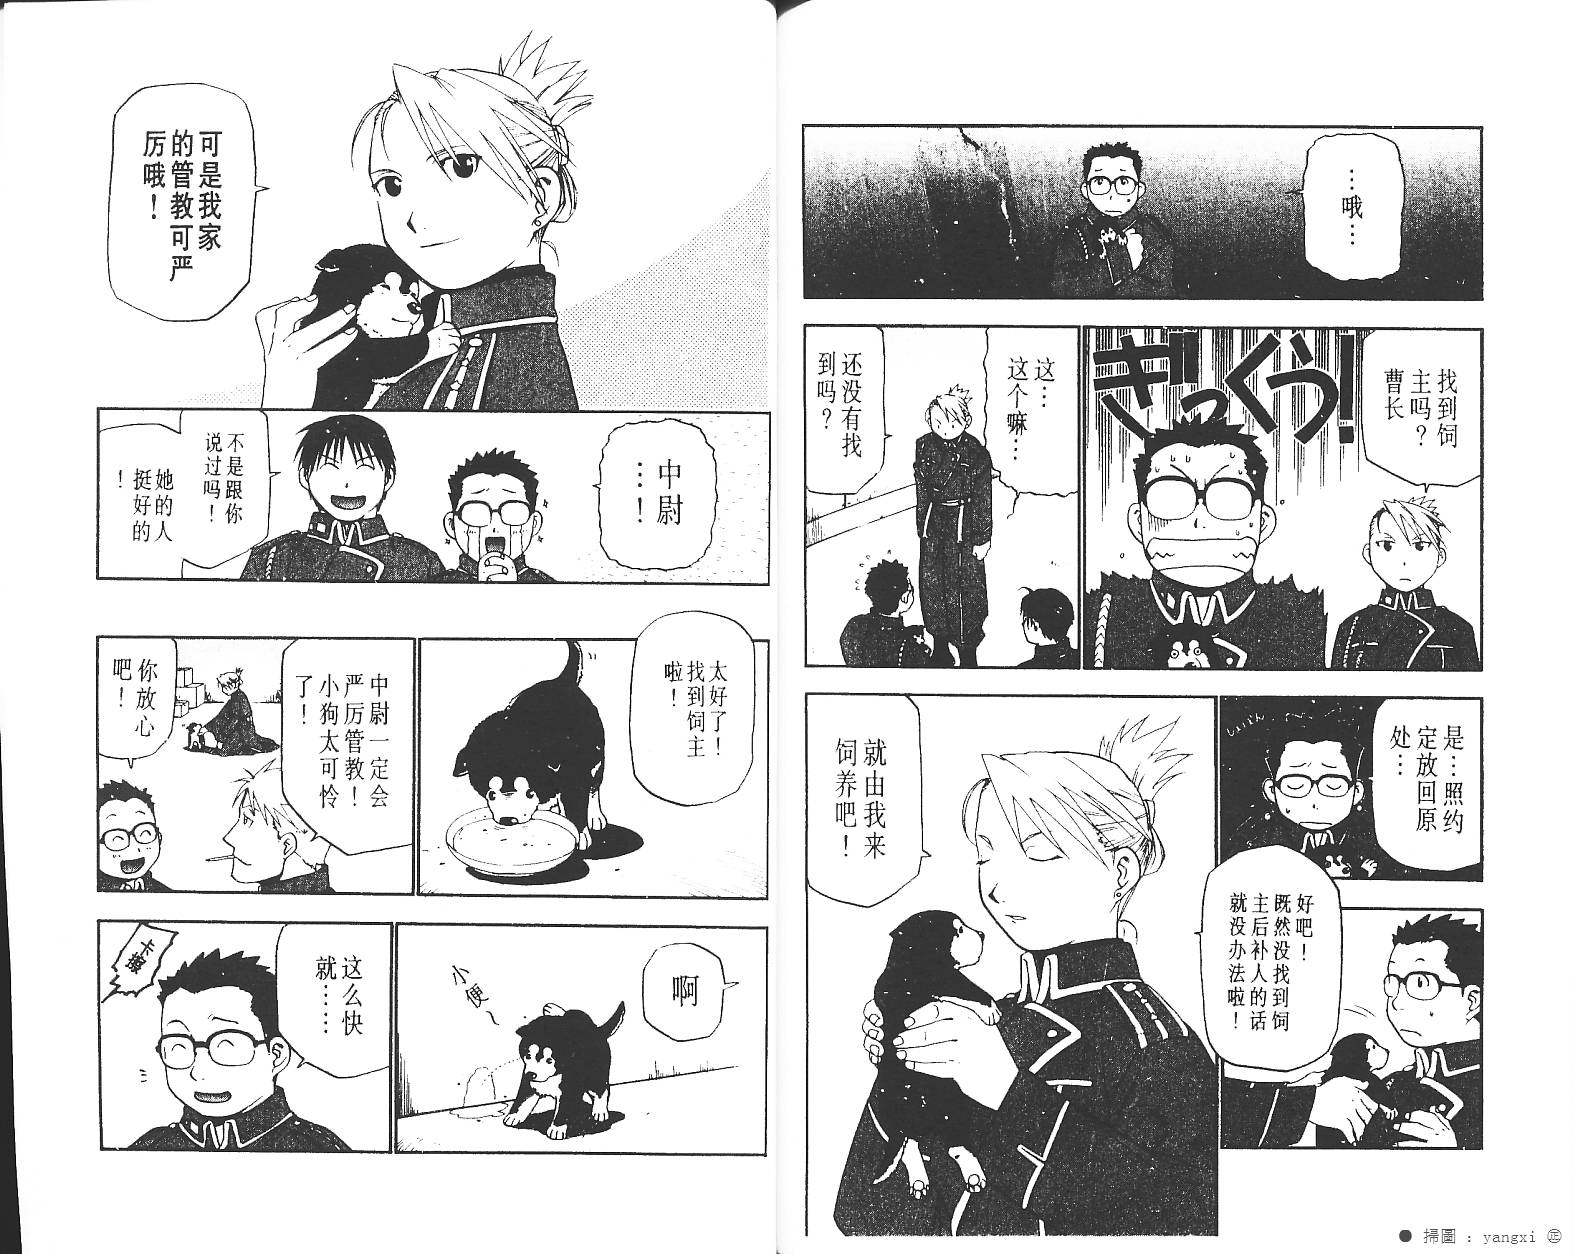 …哦…
找到饲
主吗？
曹长
ぎっくぅ！
这…
这个嘛…
还没有找
到吗？
是…照约
定放回原
处…
しょぼん
好吧！
既然没找到饲
主后补人的话
就没办法啦！
就由我来
饲养吧！
可是我家
的管教可严
厉哦！
中尉
…！
不是跟你
说过吗！
她的人
挺好的
！
太好了！
找到饲主
啦！
中尉一定会
严厉管教！
小狗太可怜
了！
你放心
吧！
啊
小便～
这么快
就……
卡擦
● 掃圖 : yangxi ㊣